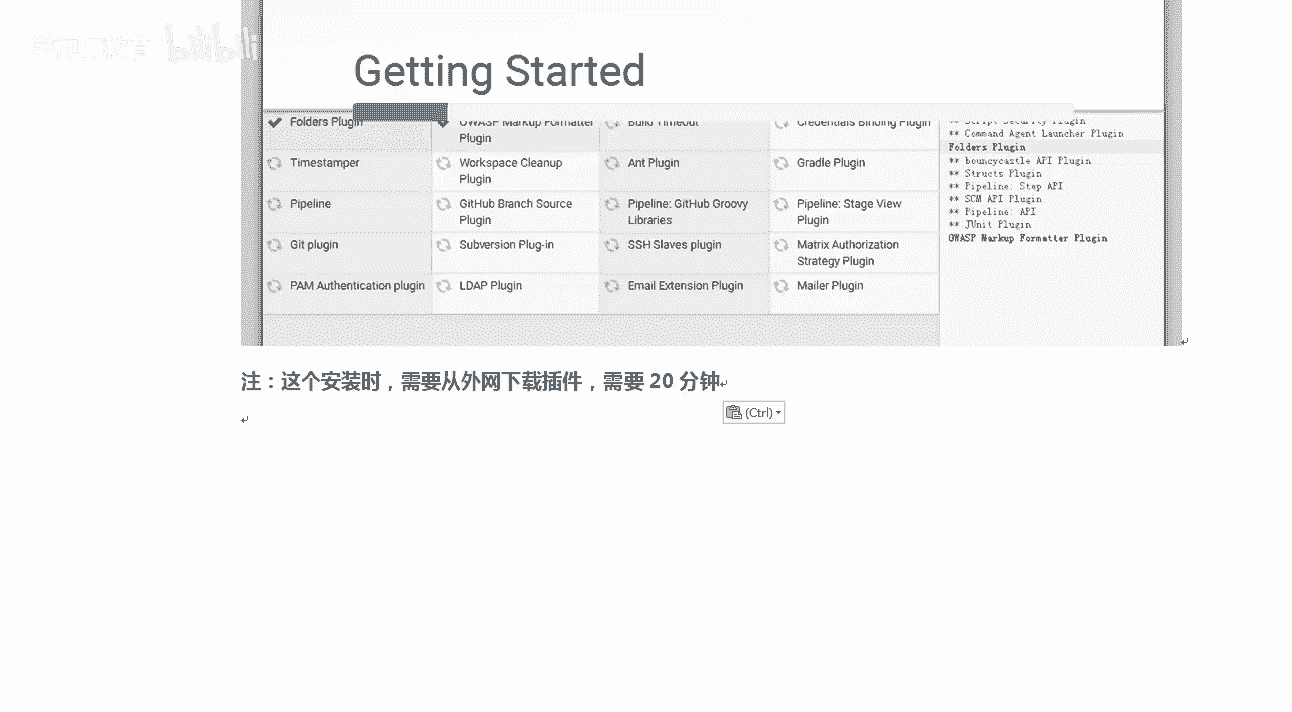 bilibili
Getting Started
Folders Plugin
OWASP Markup Formatter Plugin
Build Timeout
Credentials Binding Plugin
Timestamper
Workspace Cleanup Plugin
Ant Plugin
Gradle Plugin
Pipeline
GitHub Branch Source Plugin
Pipeline: GitHub Groovy Libraries
Pipeline: Stage View Plugin
Git plugin
Subversion Plug-in
SSH Slaves plugin
Matrix Authorization Strategy Plugin
PAM Authentication plugin
LDAP Plugin
Email Extension Plugin
Mailer Plugin
** Script Security Plugin
** Command Agent Launcher Plugin
Folders Plugin
** bouncycastle API Plugin
** Structs Plugin
** Pipeline: Step API
** SCM API Plugin
** Pipeline: API
** JUnit Plugin
OWASP Markup Formatter Plugin
注：这个安装时，需要从外网下载插件，需要 20 分钟
(Ctrl)